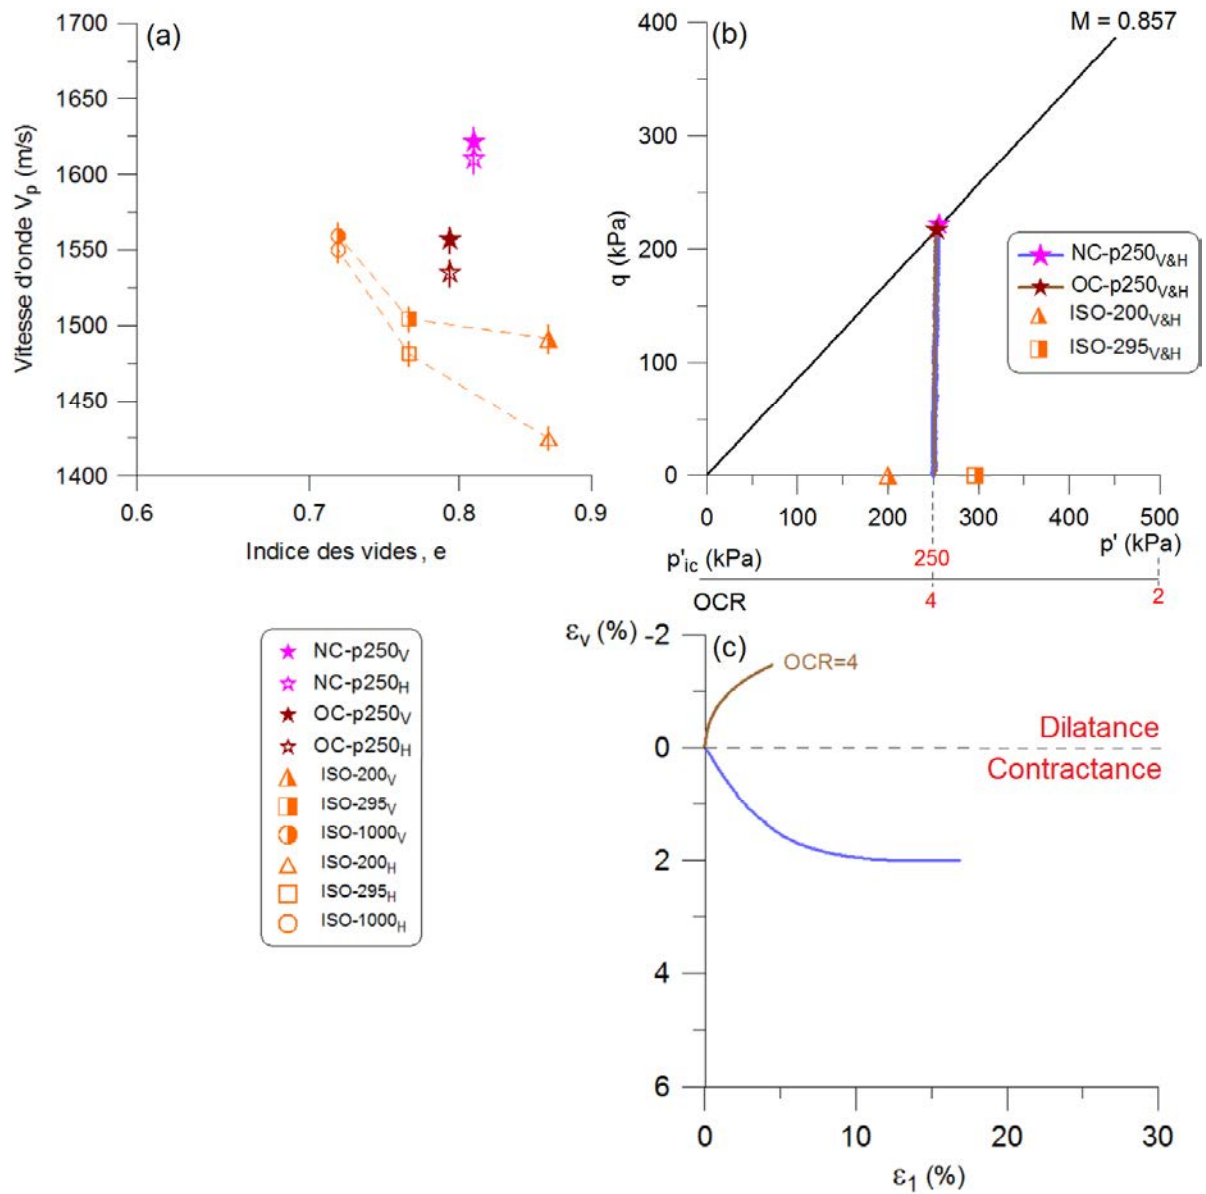 (a)
1700
1650
1600
1550
1500
1450
1400
Vitesse d'onde Vp (m/s)
0.6 0.7 0.8 0.9
Indice des vides, e
(b)
M = 0.857
400
300
200
100
0
q (kPa)
NC-p250V&H
OC-p250V&H
ISO-200V&H
ISO-295V&H
0 100 200 300 400 500
p' (kPa)
p'ic (kPa) 250
OCR 4 2
NC-p250V
NC-p250H
OC-p250V
OC-p250H
ISO-200V
ISO-295V
ISO-1000V
ISO-200H
ISO-295H
ISO-1000H
εv (%)
(c)
-2
0
2
4
6
OCR=4
Dilatance
Contractance
0 10 20 30
ε1 (%)